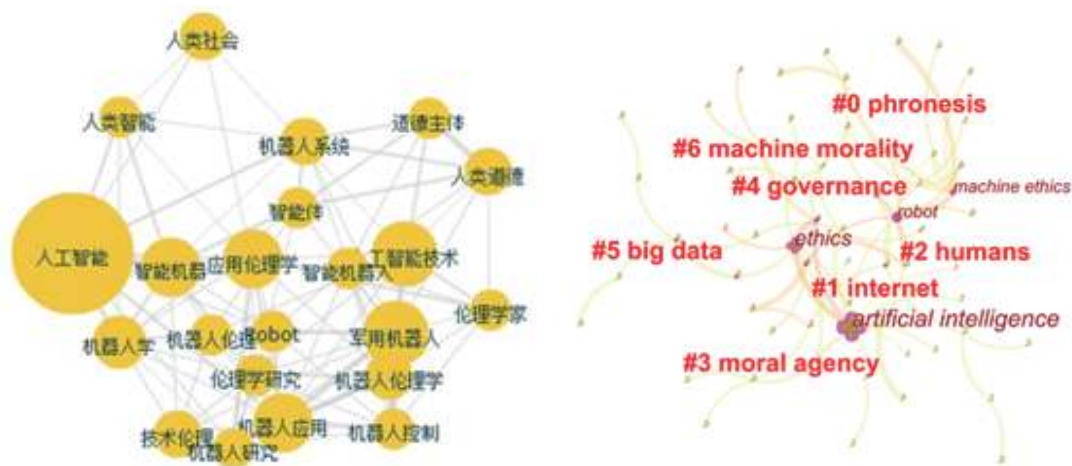 人类社会
人类智能
机器人系统
道德主体
人类道德
智能体
人工智能
智能机器
应用伦理学
智能机器人
工智能技术
伦理学家
机器人学
机器人伦理
Robot
军用机器人
伦理学研究
机器人伦理学
技术伦理
机器人研究
机器人应用
机器人控制
#0 phronesis
#6 machine morality
#4 governance
machine ethics
robot
#5 big data
ethics
#2 humans
#1 internet
artificial intelligence
#3 moral agency